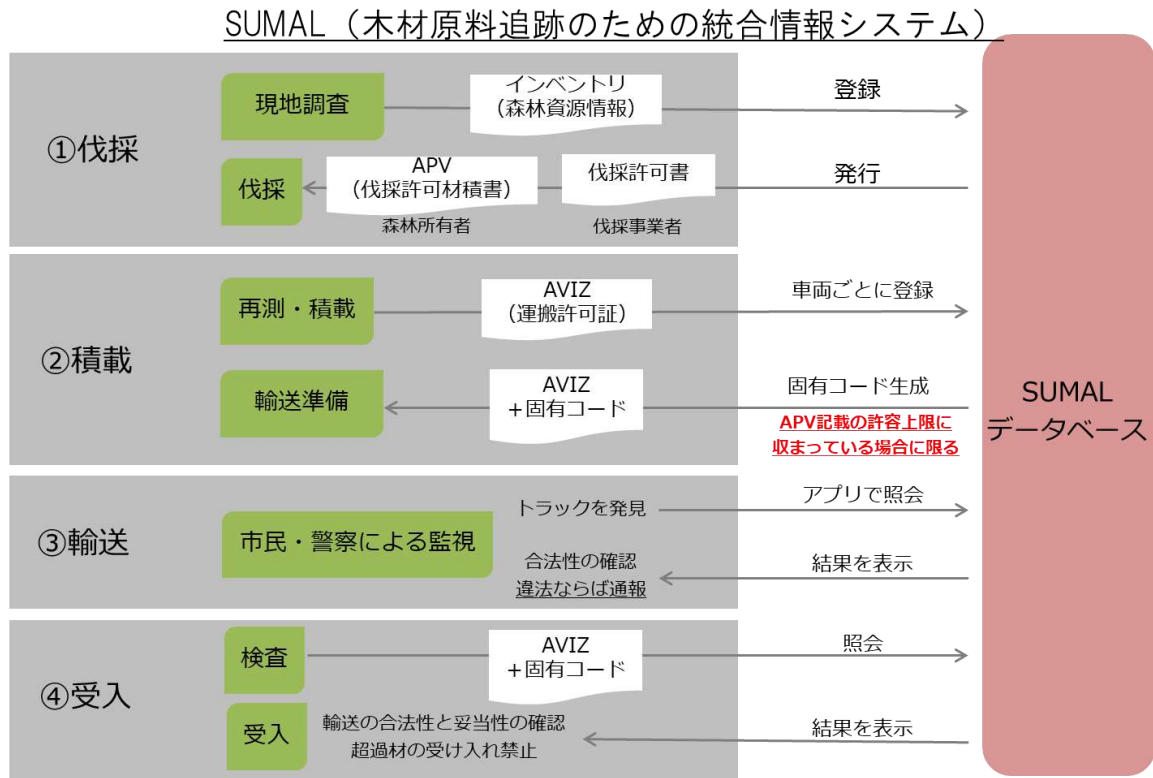 SUMAL（木材原料追跡のための統合情報システム）
①伐採
現地調査
インベントリ
（森林資源情報）
登録
伐採
APV
（伐採許可材積書）
森林所有者
伐採許可書
伐採事業者
発行
②積載
再測・積載
AVIZ
（運搬許可証）
車両ごとに登録
輸送準備
AVIZ
＋固有コード
固有コード生成
APV記載の許容上限に
収まっている場合に限る
③輸送
市民・警察による監視
トラックを発見
アプリで照会
合法性の確認
違法ならば通報
結果を表示
④受入
検査
AVIZ
＋固有コード
照会
受入
輸送の合法性と妥当性の確認
超過材の受け入れ禁止
結果を表示
SUMAL
データベース